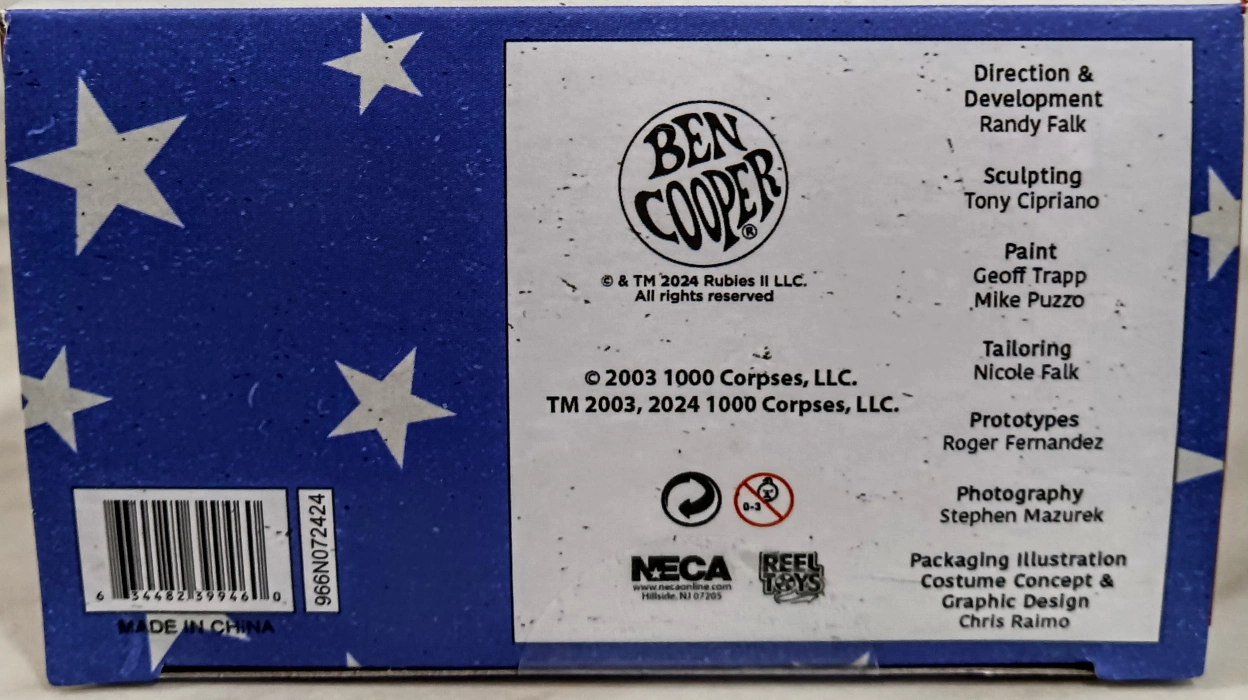 BEN
COOPER®
© & TM 2024 Rubies II LLC.
All rights reserved
© 2003 1000 Corpses, LLC.
TM 2003, 2024 1000 Corpses, LLC.
0-3
NECA
www.necaonline.com
Hillside, NJ 07205
REEL
TOYS
Direction &
Development
Randy Falk
Sculpting
Tony Cipriano
Paint
Geoff Trapp
Mike Puzzo
Tailoring
Nicole Falk
Prototypes
Roger Fernandez
Photography
Stephen Mazurek
Packaging Illustration
Costume Concept &
Graphic Design
Chris Raimo
6 34482 39946 0
966N072424
MADE IN CHINA